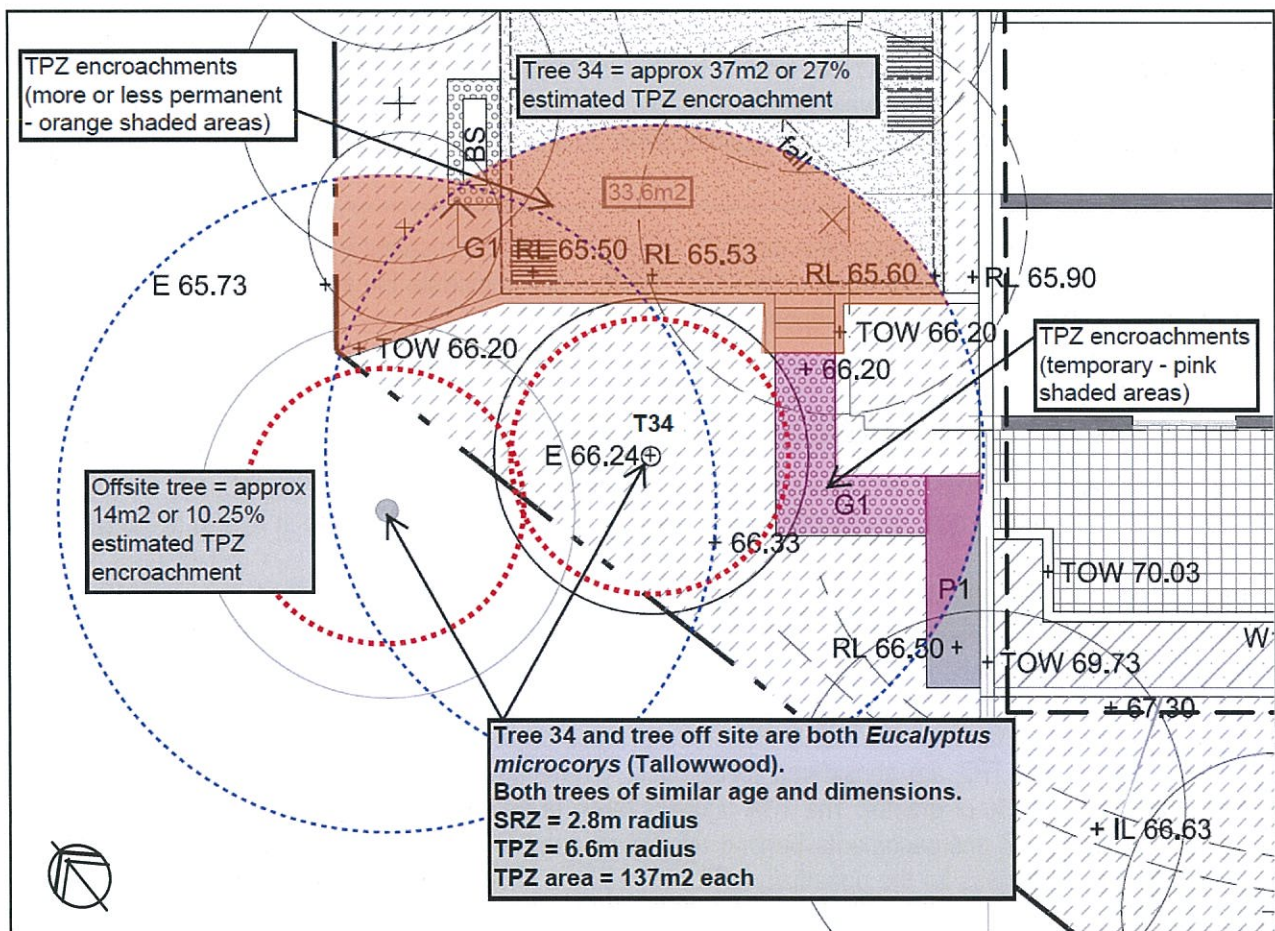 TPZ encroachments
(more or less permanent
- orange shaded areas)
Tree 34 = approx 37m2 or 27%
estimated TPZ encroachment
BS
fall
33.6m2
G1
RL 65.50
RL 65.53
RL 65.60
RL 65.90
E 65.73
TOW 66.20
TOW 66.20
66.20
TPZ encroachments
(temporary - pink
shaded areas)
T34
E 66.24
Offsite tree = approx
14m2 or 10.25%
estimated TPZ
encroachment
G1
66.33
TOW 70.03
P1
RL 66.50
TOW 69.73
W
67.30
Tree 34 and tree off site are both Eucalyptus
microcorys (Tallowwood).
Both trees of similar age and dimensions.
SRZ = 2.8m radius
TPZ = 6.6m radius
TPZ area = 137m2 each
IL 66.63